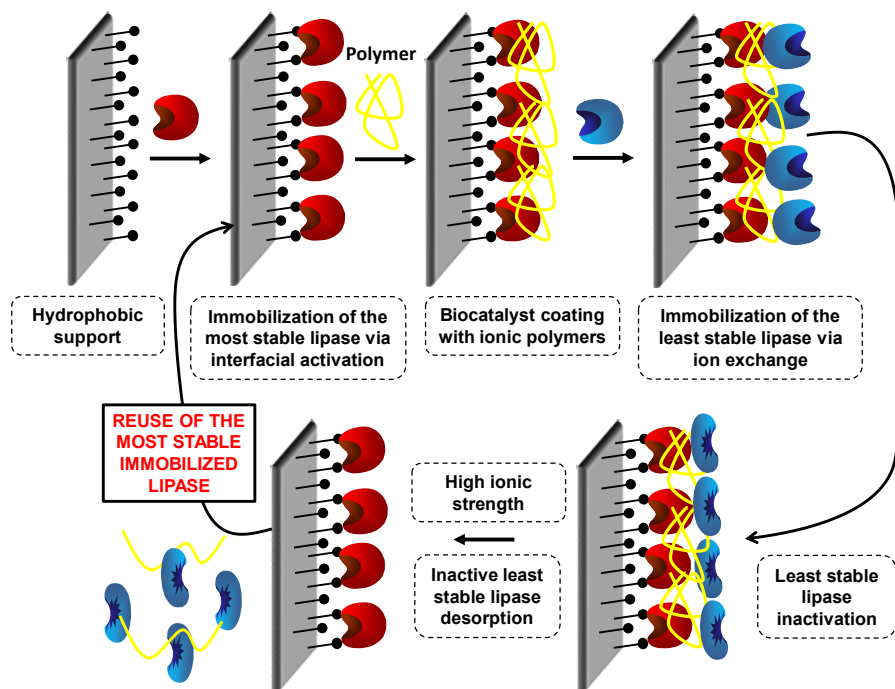 Polymer
Hydrophobic
support
Immobilization of the
most stable lipase via
interfacial activation
Biocatalyst coating
with ionic polymers
Immobilization of the
least stable lipase via
ion exchange
REUSE OF THE
MOST STABLE
IMMOBILIZED
LIPASE
High ionic
strength
Inactive least
stable lipase
desorption
Least stable
lipase
inactivation